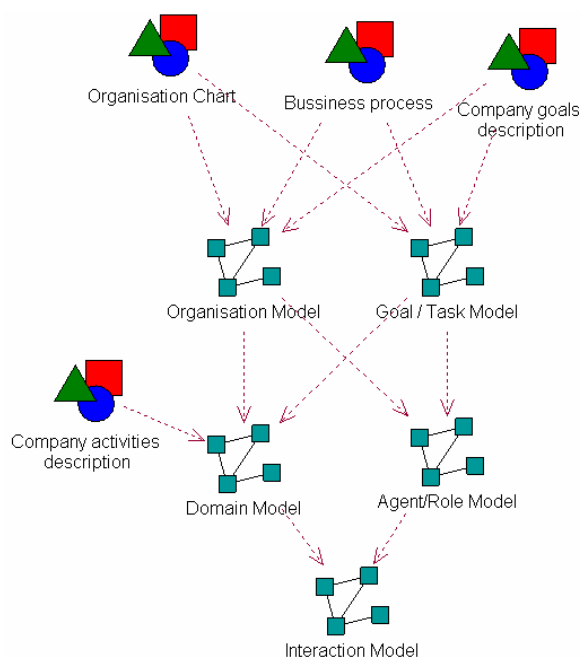 Organisation Chart
Bussiness process
Company goals
description
Organisation Model
Goal / Task Model
Company activities
description
Domain Model
Agent/Role Model
Interaction Model